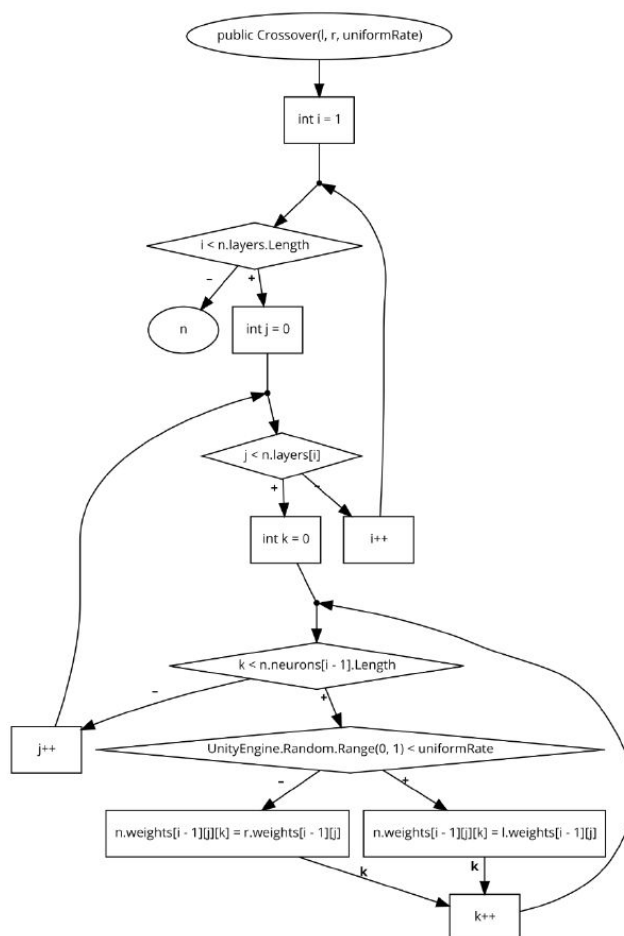 public Crossover(l, r, uniformRate)
int i = 1
i < n.layers.Length
–
+
n
int j = 0
j < n.layers[i]
+
-
int k = 0
i++
k < n.neurons[i - 1].Length
–
+
j++
UnityEngine.Random.Range(0, 1) < uniformRate
–
+
n.weights[i - 1][j][k] = r.weights[i - 1][j]
n.weights[i - 1][j][k] = l.weights[i - 1][j]
k
k
k++